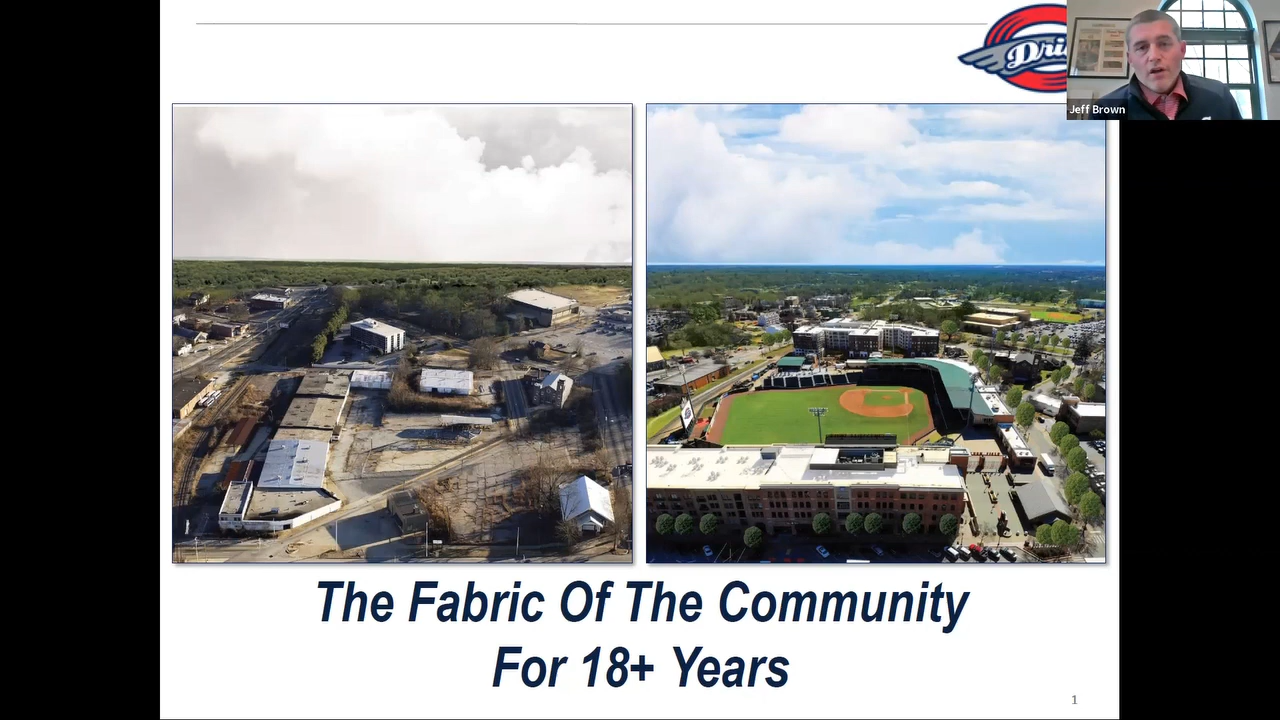 Jeff Brown
The Fabric Of The Community
For 18+ Years
1